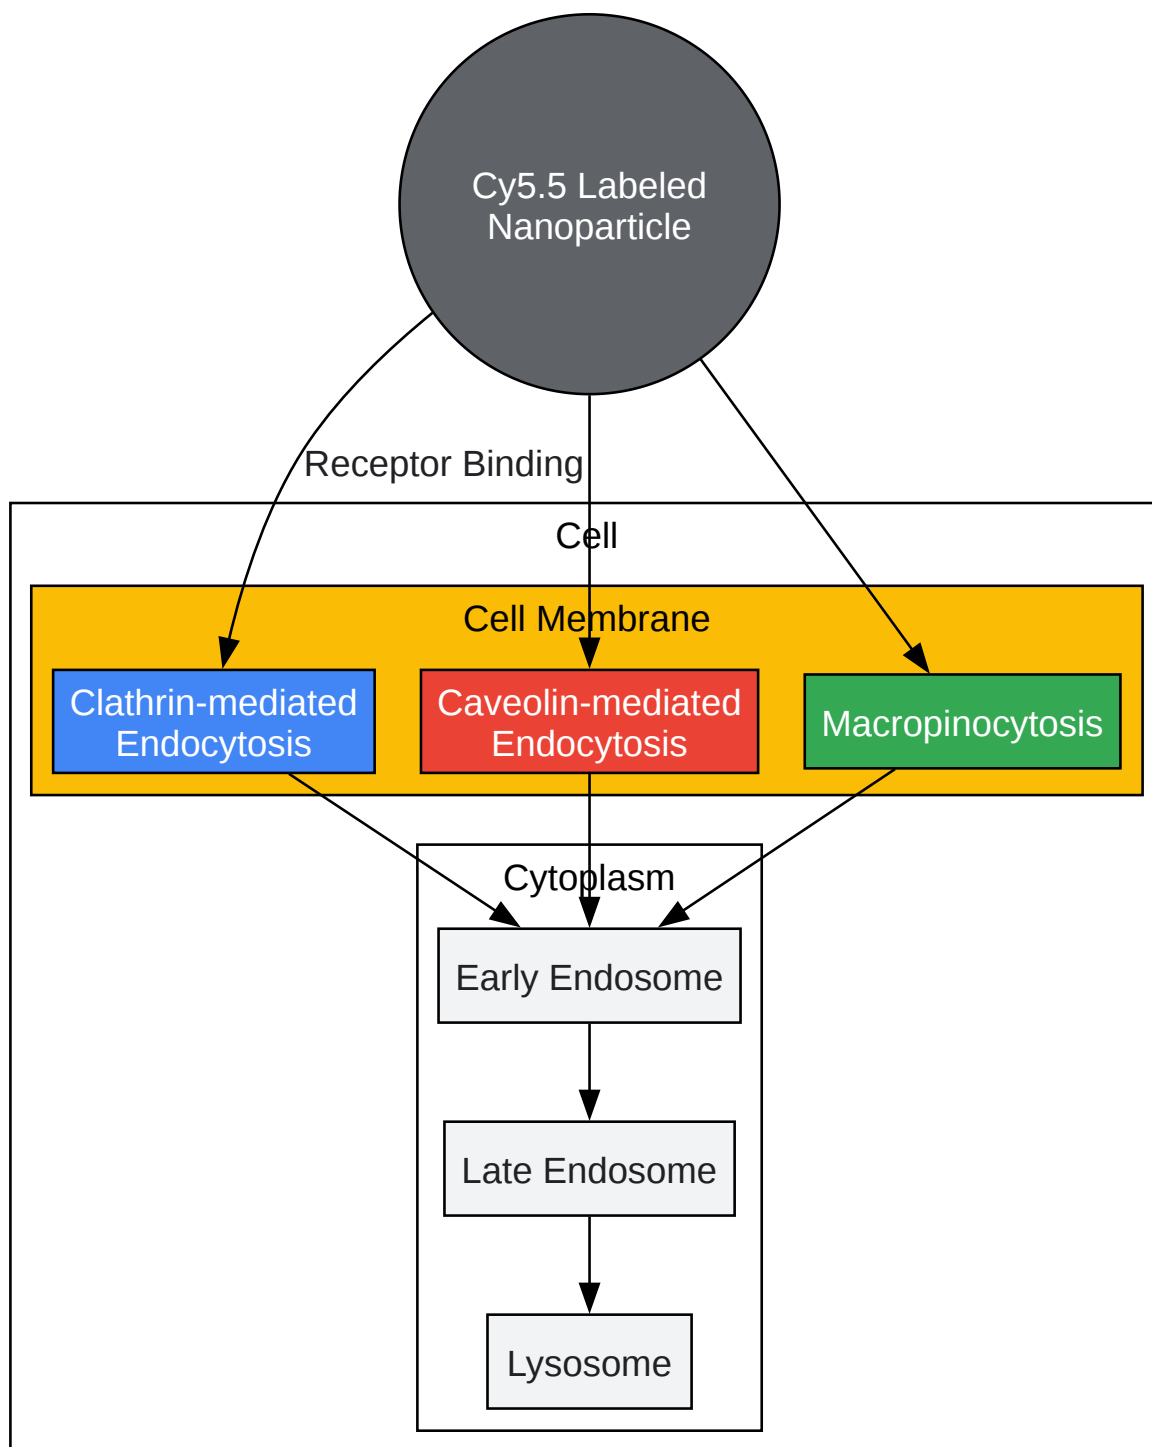 Cy5.5 Labeled
Nanoparticle
Receptor Binding
Cell
Cell Membrane
Clathrin-mediated
Endocytosis
Caveolin-mediated
Endocytosis
Macropinocytosis
Cytoplasm
Early Endosome
Late Endosome
Lysosome